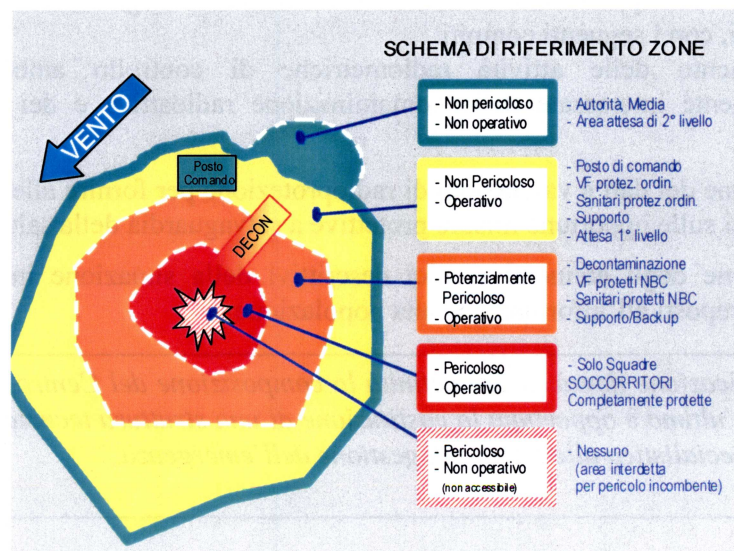 SCHEMA DI RIFERIMENTO ZONE
VENTO
Posto
Comando
DECON
- Non pericoloso
- Non operativo
- Autorità, Media
- Area attesa di 2° livello
- Non Pericoloso
- Operativo
- Posto di comando
- VF protez.ordin.
- Sanitari protez.ordin.
- Supporto
- Attesa 1° livello
- Potenzialmente
Pericoloso
- Operativo
- Decontaminazione
- VF protetti NBC
- Sanitari protetti NBC
- Supporto/Backup
- Pericoloso
- Operativo
- Solo Squadre
SOCCORRITORI
Completamente protette
- Pericoloso
- Non operativo
(non accessibile)
- Nessuno
(area interdetta
per pericolo incombente)